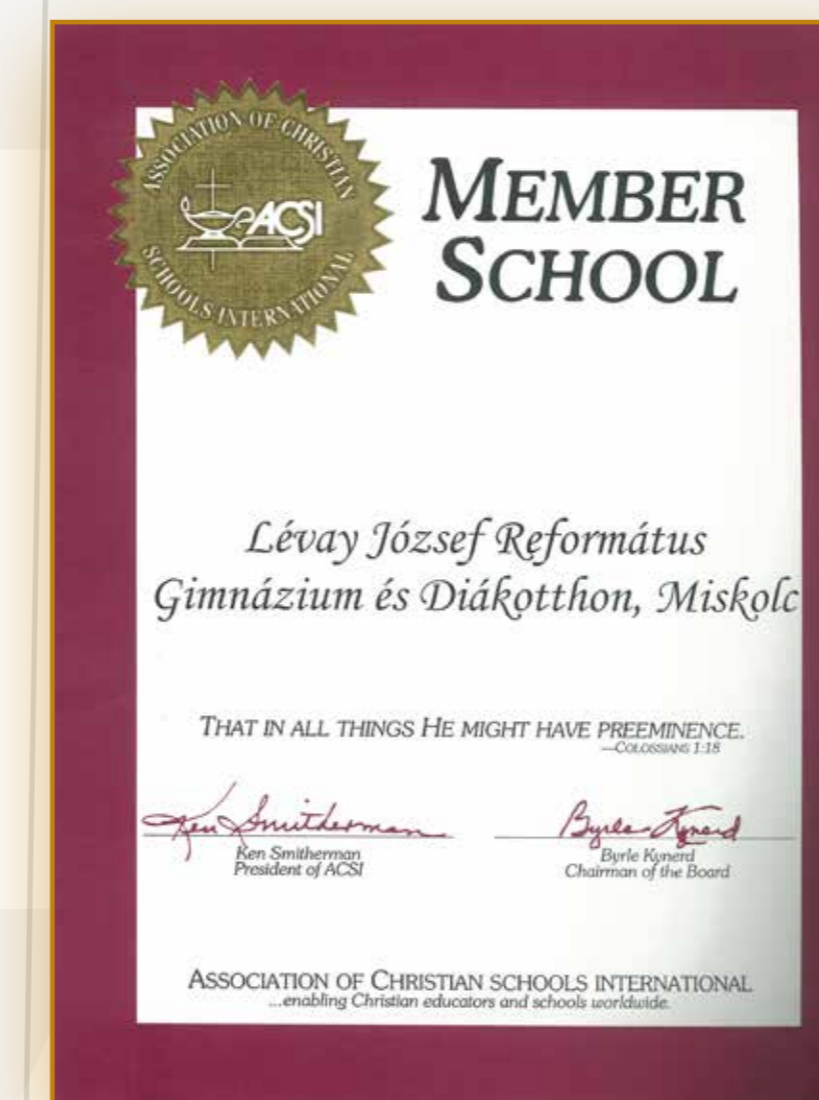 ASSOCIATION OF CHRISTIAN
ACSI
SCHOOLS INTERNATIONAL
MEMBER
SCHOOL
Lévay József Református
Gimnázium és Diákotthon, Miskolc
THAT IN ALL THINGS HE MIGHT HAVE PREEMINENCE.
—COLOSSIANS 1:18
Ken Smitherman
Byrle Kynerd
Ken Smitherman
President of ACSI
Byrle Kynerd
Chairman of the Board
ASSOCIATION OF CHRISTIAN SCHOOLS INTERNATIONAL
...enabling Christian educators and schools worldwide.